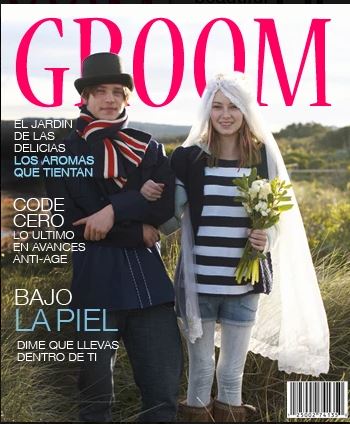 GROOM
EL JARDIN
DE LAS
DELICIAS
LOS AROMAS
QUE TIENTAN
CODE
CERO
LO ULTIMO
EN AVANCES
ANTI-AGE
BAJO
LA PIEL
DIME QUE LLEVAS
DENTRO DE TI